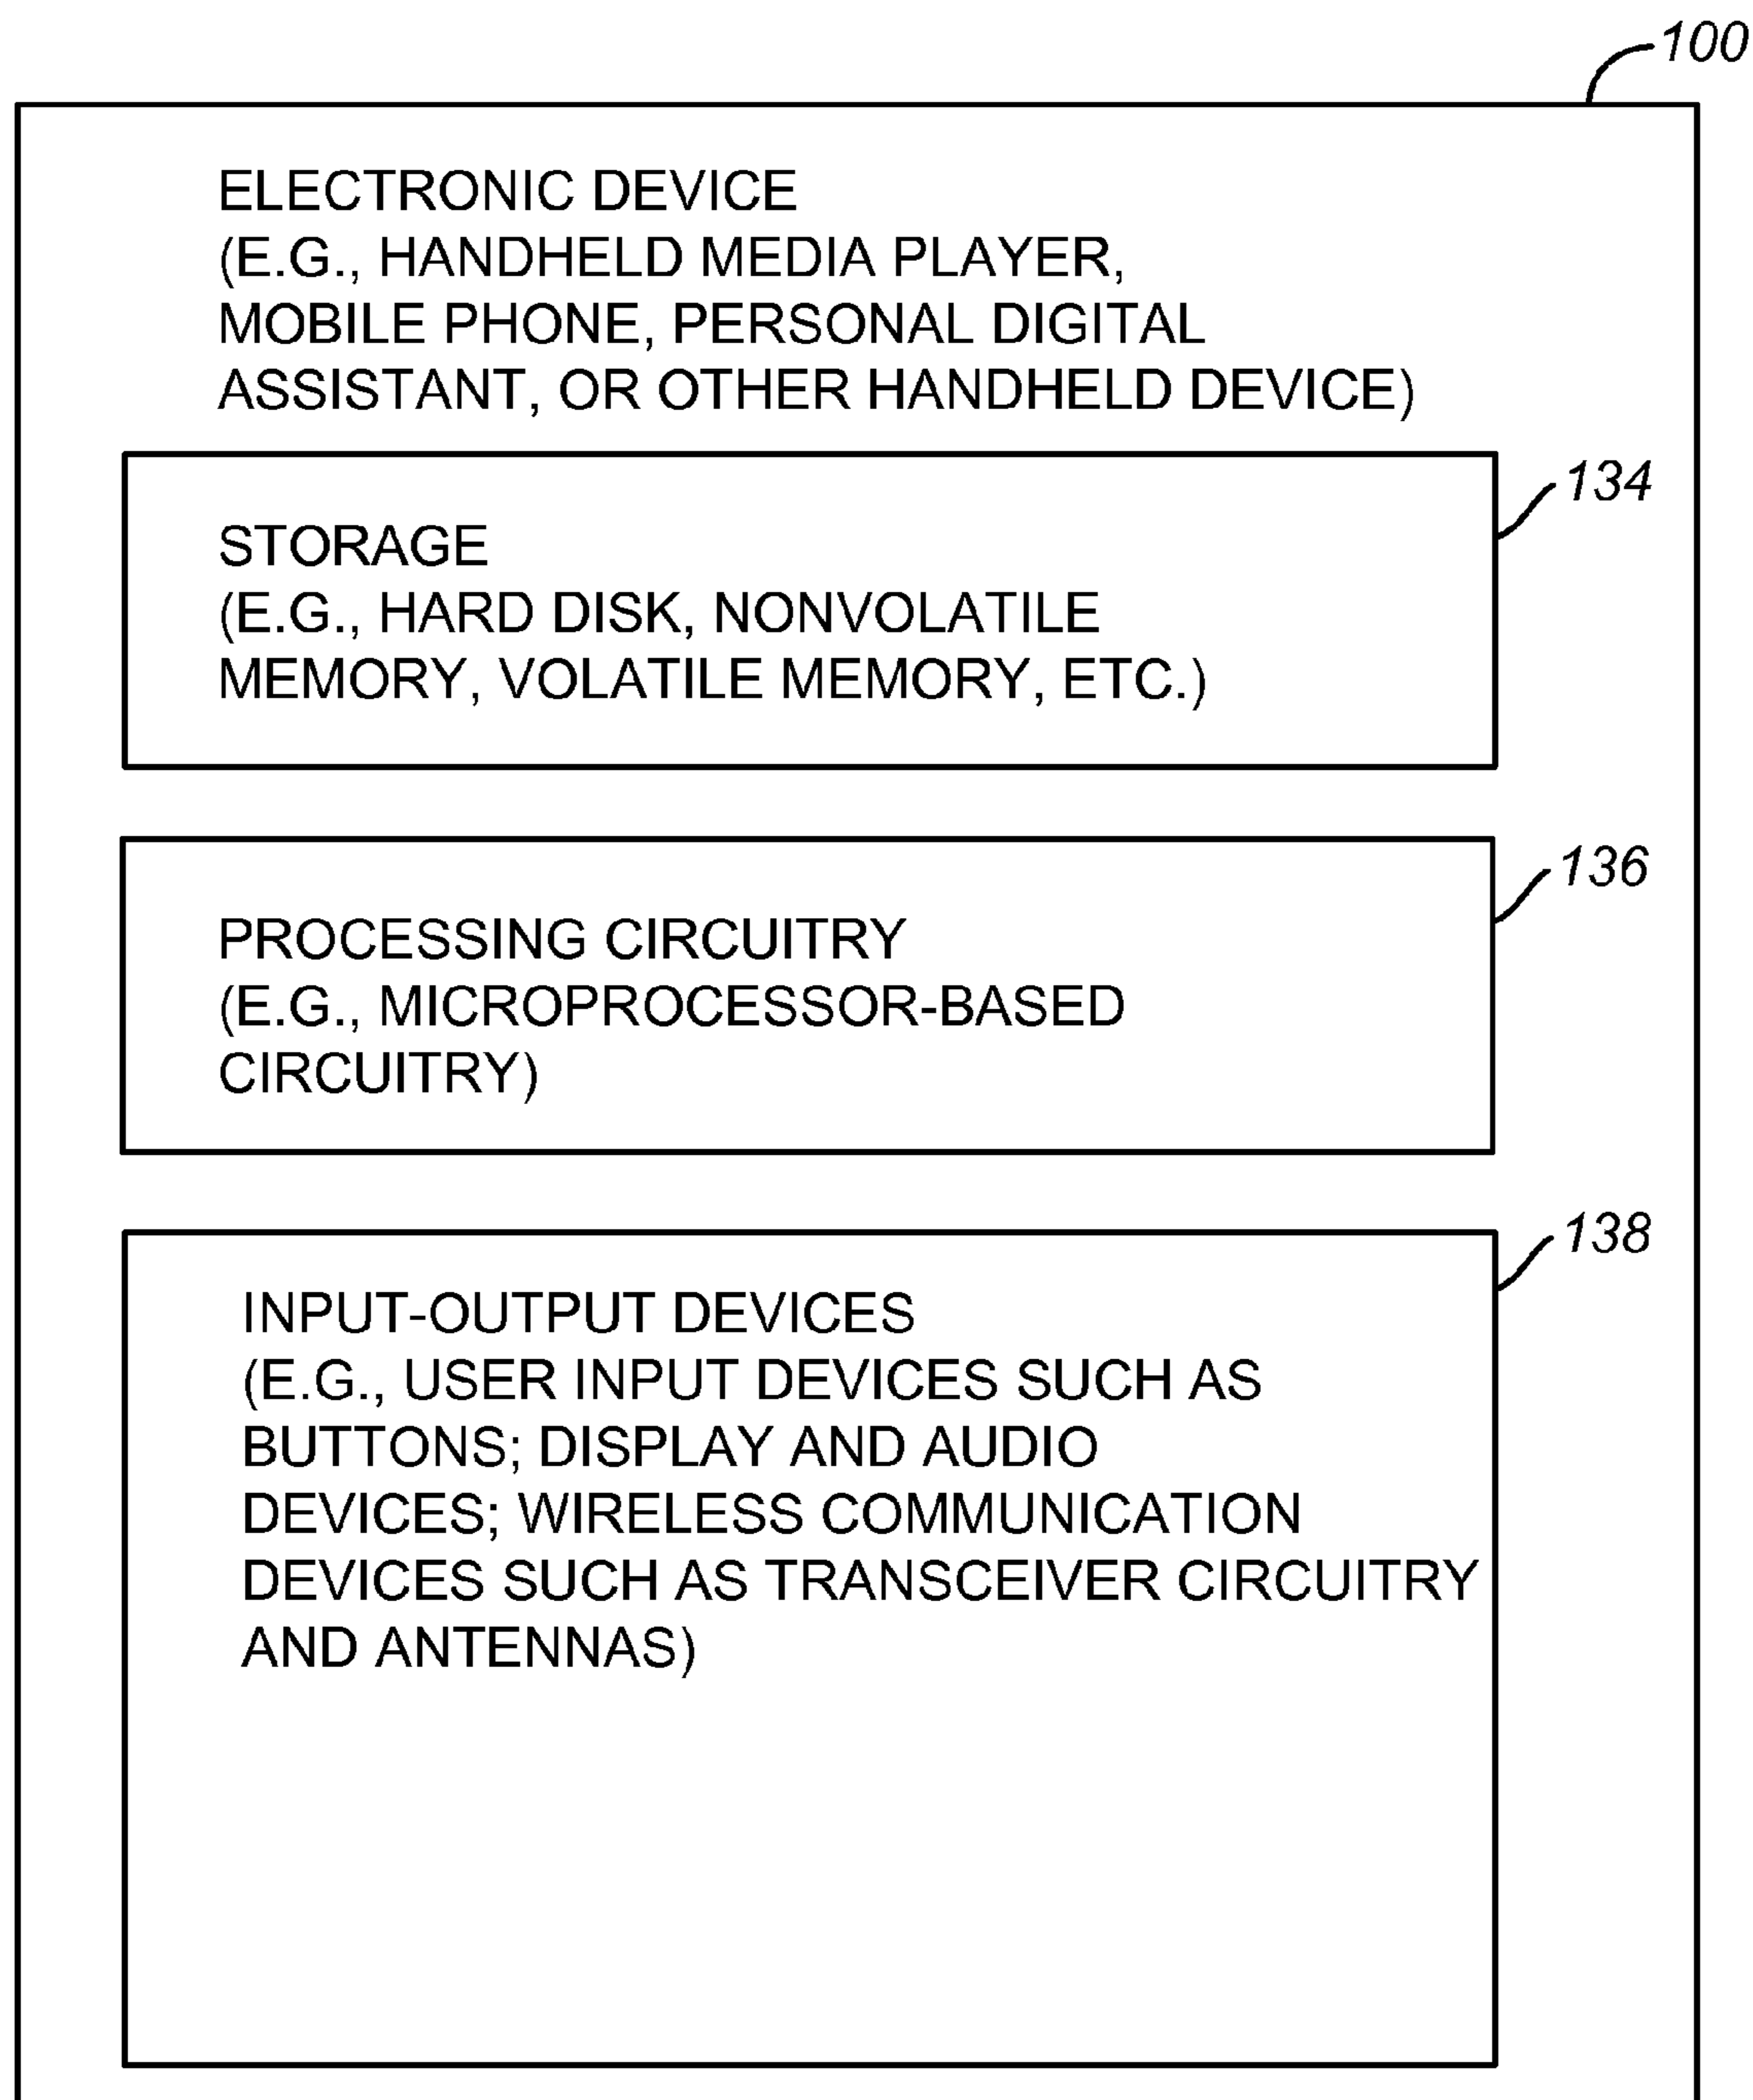 100
ELECTRONIC DEVICE
(E.G., HANDHELD MEDIA PLAYER,
MOBILE PHONE, PERSONAL DIGITAL
ASSISTANT, OR OTHER HANDHELD DEVICE)
134
STORAGE
(E.G., HARD DISK, NONVOLATILE
MEMORY, VOLATILE MEMORY, ETC.)
136
PROCESSING CIRCUITRY
(E.G., MICROPROCESSOR-BASED
CIRCUITRY)
138
INPUT-OUTPUT DEVICES
(E.G., USER INPUT DEVICES SUCH AS
BUTTONS; DISPLAY AND AUDIO
DEVICES; WIRELESS COMMUNICATION
DEVICES SUCH AS TRANSCEIVER CIRCUITRY
AND ANTENNAS)